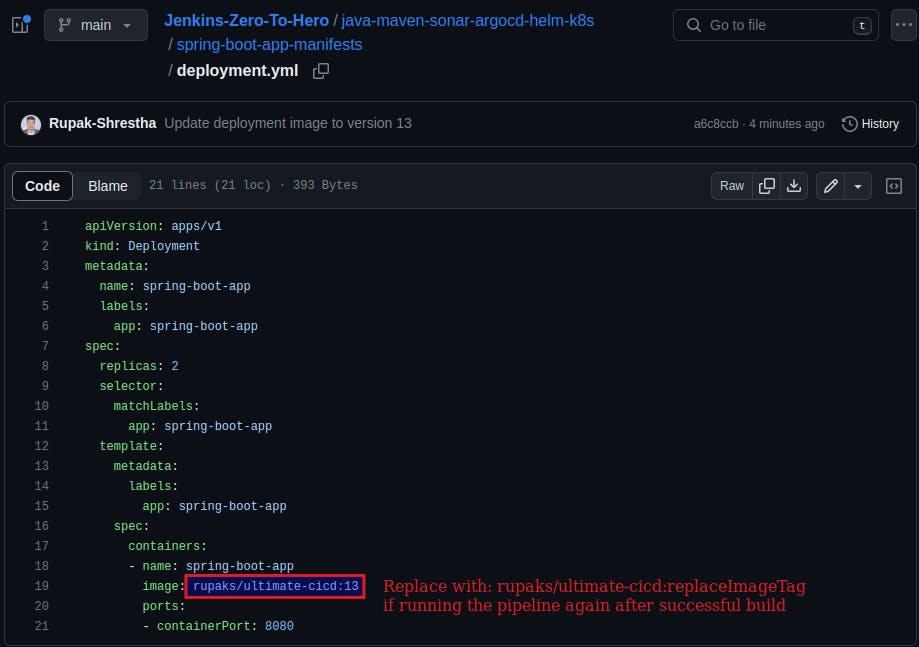 main
Jenkins-Zero-To-Hero / java-maven-sonar-argocd-helm-k8s
/ spring-boot-app-manifests
/ deployment.yml
Go to file t
Rupak-Shrestha Update deployment image to version 13
a6c8ccb · 4 minutes ago History
Code Blame 21 lines (21 loc) · 393 Bytes Raw
1 apiVersion: apps/v1
2 kind: Deployment
3 metadata:
4   name: spring-boot-app
5   labels:
6     app: spring-boot-app
7 spec:
8   replicas: 2
9   selector:
10     matchLabels:
11       app: spring-boot-app
12   template:
13     metadata:
14       labels:
15         app: spring-boot-app
16     spec:
17       containers:
18       - name: spring-boot-app
19         image: rupaks/ultimate-cicd:13
Replace with: rupaks/ultimate-cicd:replaceImageTag
if running the pipeline again after successful build
20         ports:
21         - containerPort: 8080